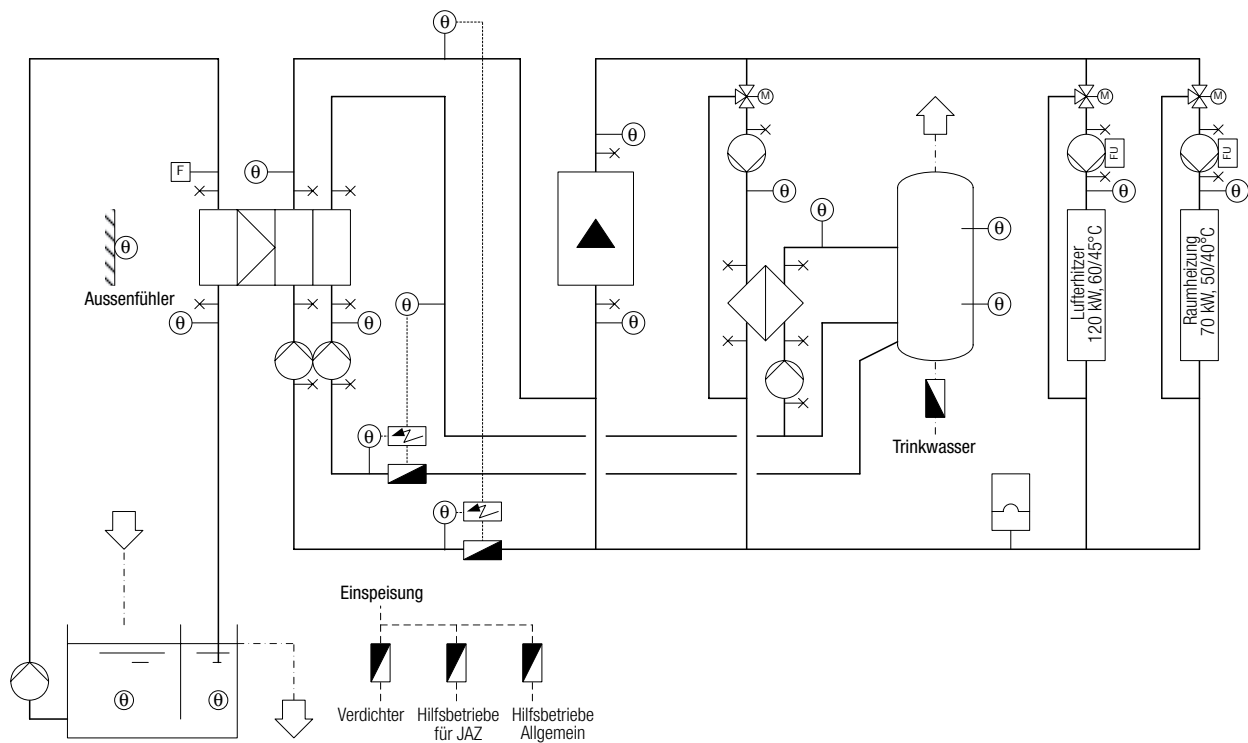 θ
M
M
M
θ
F
θ
FU
FU
θ
θ
θ
θ
θ
θ
θ
Aussenfühler
Lufterhitzer
120 kW, 60/45°C
Raumheizung
70 kW, 50/40°C
θ
θ
θ
θ
θ
θ
θ
Trinkwasser
θ
Einspeisung
θ
θ
Verdichter
Hilfsbetriebe
für JAZ
Hilfsbetriebe
Allgemein